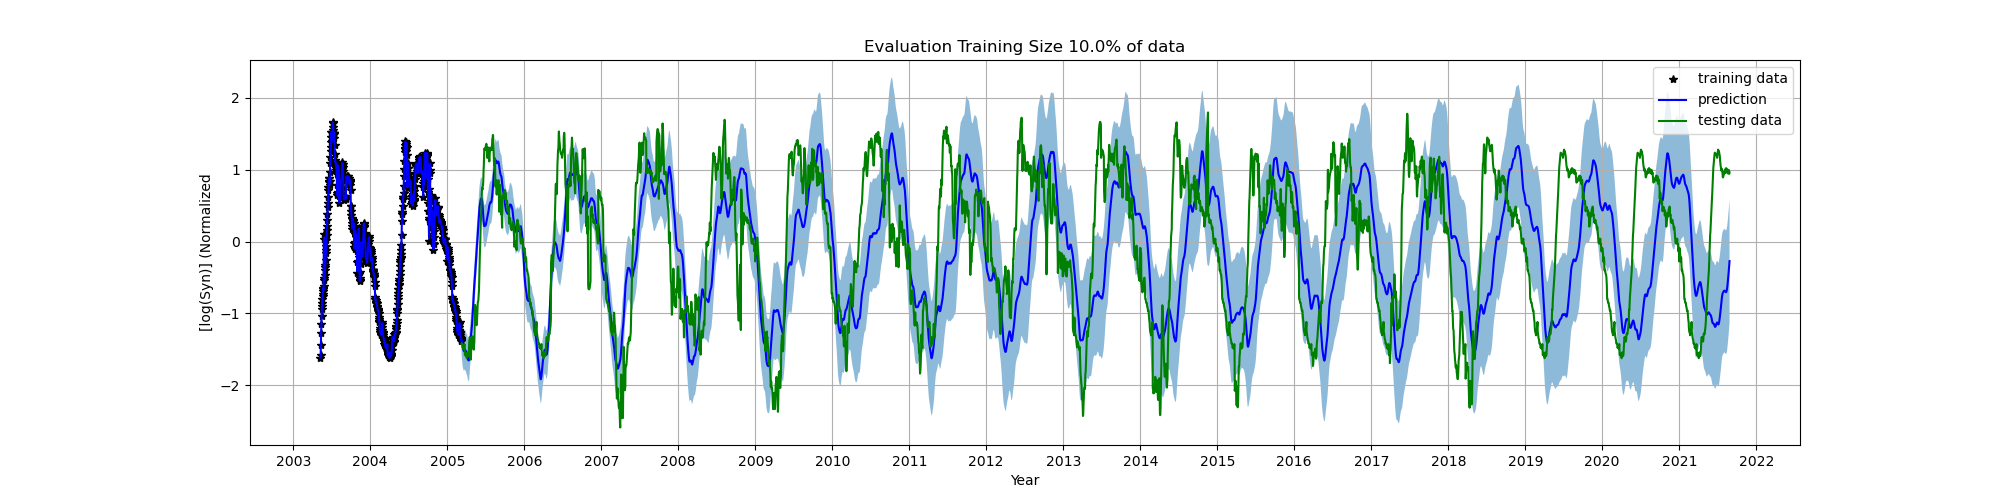 Evaluation Training Size 10.0% of data
training data
prediction
testing data
[log(Syn)] (Normalized
2
1
0
−1
−2
2003 2004 2005 2006 2007 2008 2009 2010 2011 2012 2013 2014 2015 2016 2017 2018 2019 2020 2021 2022
Year